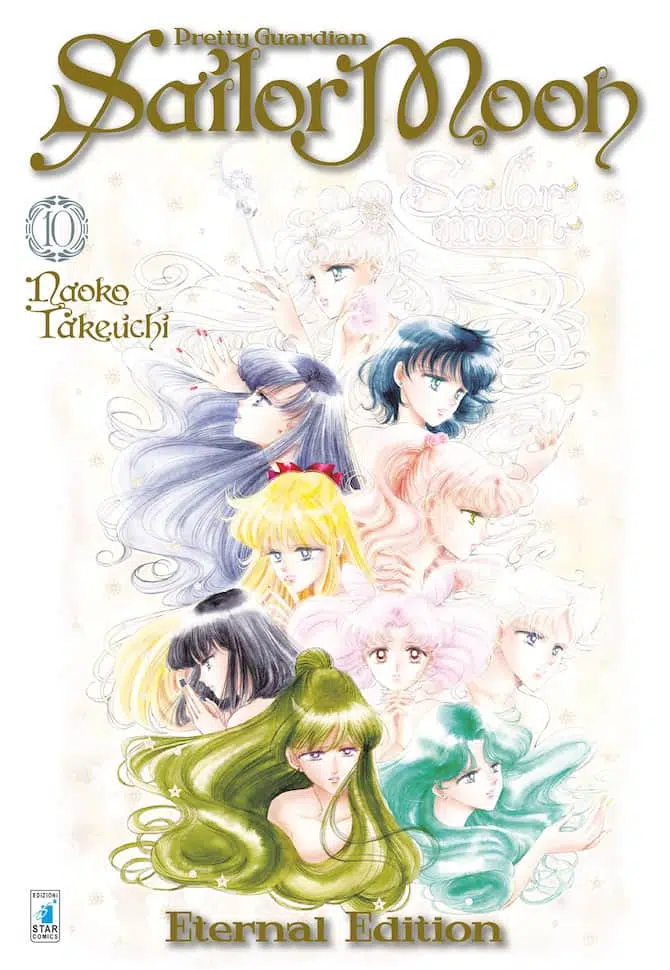 Pretty Guardian
Sailor Moon
Sailor
moon
10
Naoko
Takeuchi
EDIZIONI
STAR
COMICS
Eternal Edition